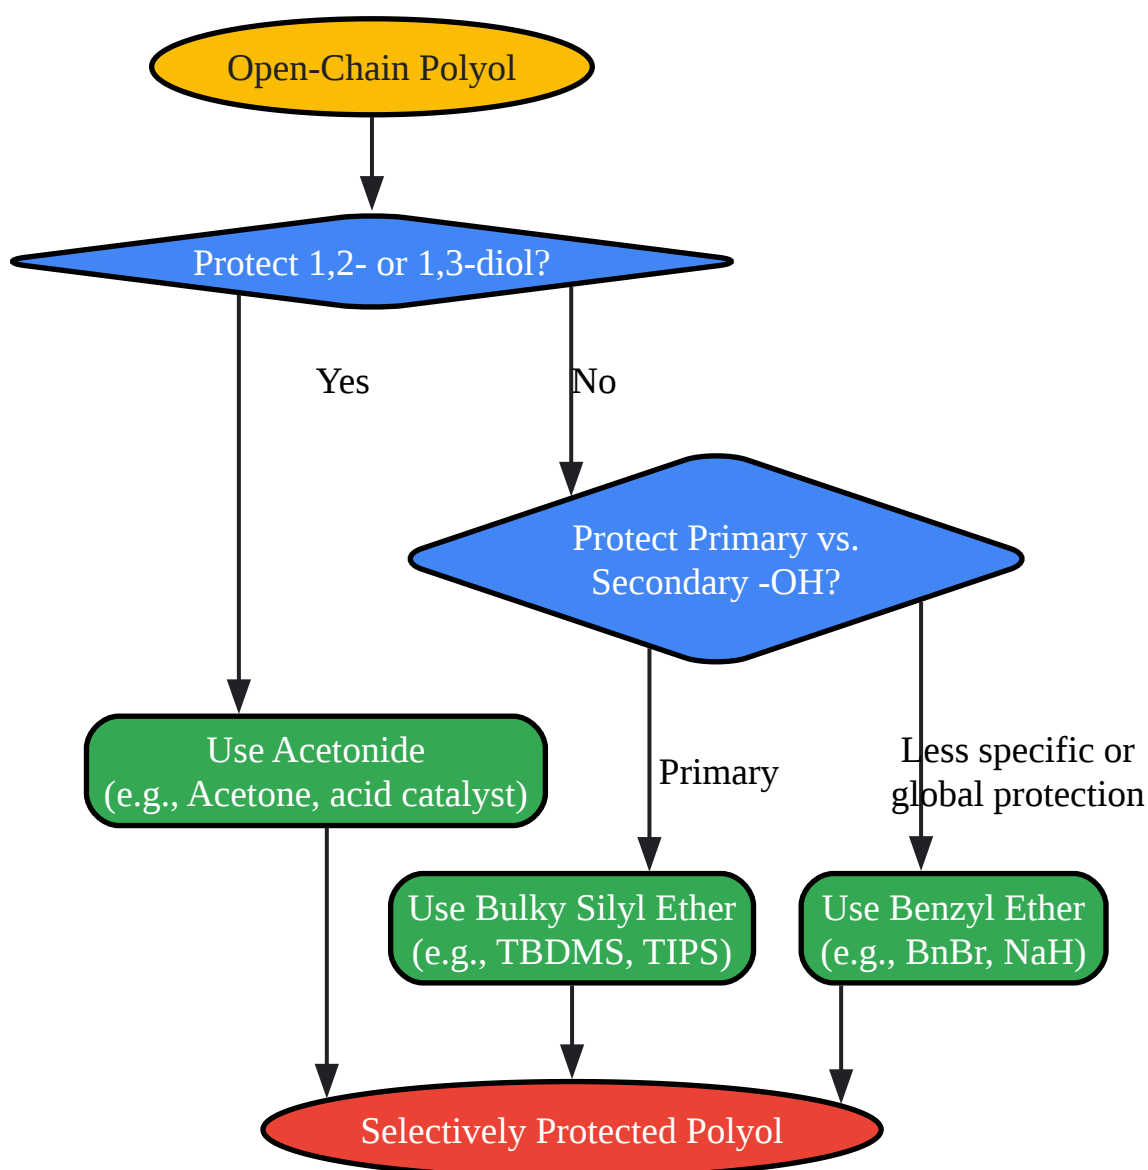 Open-Chain Polyol
Protect 1,2- or 1,3-diol?
Yes
No
Protect Primary vs.
Secondary -OH?
Use Acetonide
(e.g., Acetone, acid catalyst)
Primary
Less specific or
global protection
Use Bulky Silyl Ether
(e.g., TBDMS, TIPS)
Use Benzyl Ether
(e.g., BnBr, NaH)
Selectively Protected Polyol